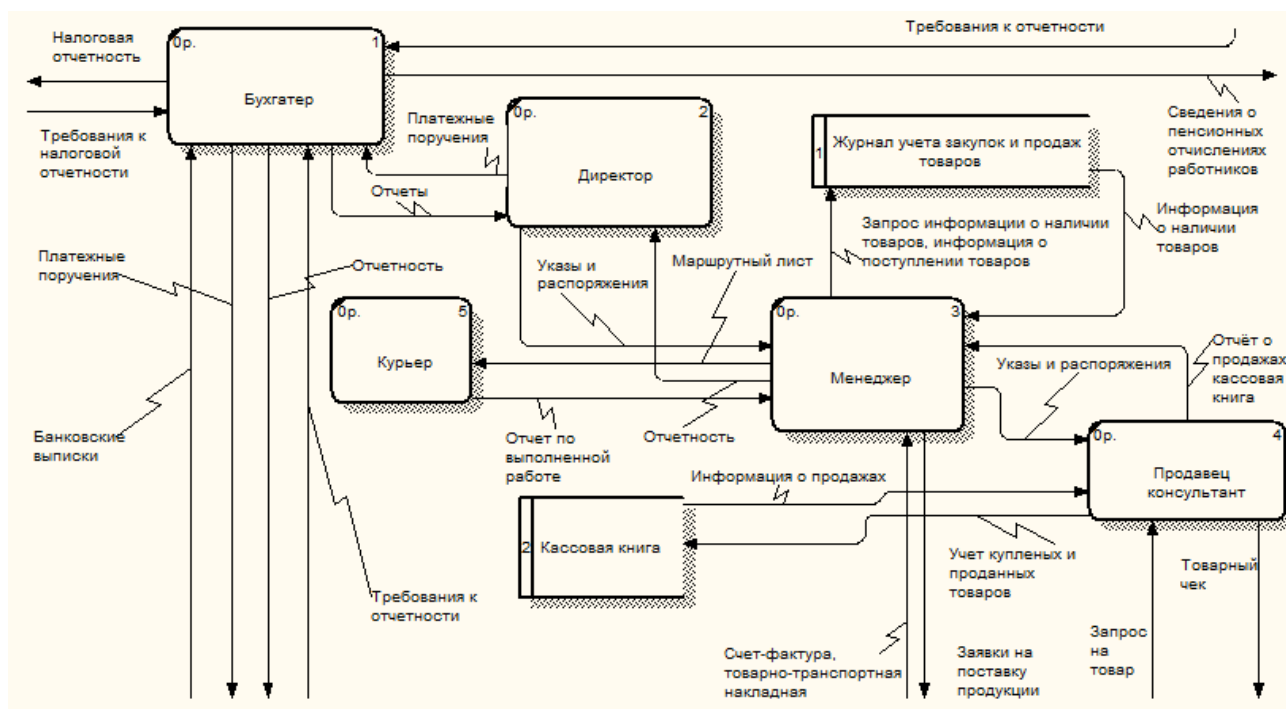 Налоговая
отчетность
Требования к
налоговой
отчетности
0р.
1
Бухгатер
Требования к отчетности
Сведения о
пенсионных
отчислениях
работников
Платежные
поручения
Отчеты
0р.
2
Директор
1
Журнал учета закупок и продаж
товаров
Запрос информации о наличии
товаров, информация о
поступлении товаров
Информация
о наличии
товаров
Платежные
поручения
Отчетность
Указы и
распоряжения
Маршрутный лист
0р.
5
Курьер
0р.
3
Менеджер
Отчёт о
продажах
кассовая
книга
Указы и распоряжения
Банковские
выписки
Отчет по
выполненной
работе
Отчетность
0р.
4
Продавец
консультант
Информация о продажах
2
Кассовая книга
Учет купленых и
проданных
товаров
Товарный
чек
Требования к
отчетности
Счет-фактура,
товарно-транспортная
накладная
Заявки на
поставку
продукции
Запрос
на
товар